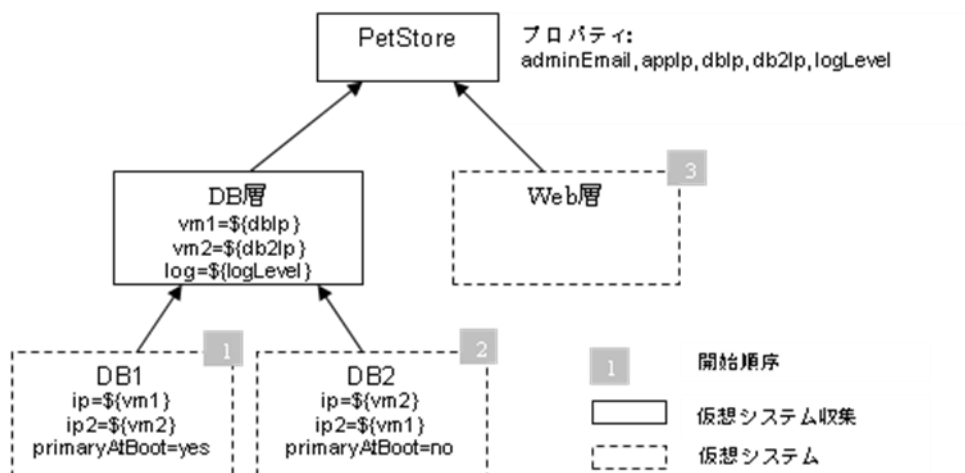 PetStore
プロパティ:
adminEmail,appIp,dbIp,db2Ip,logLevel
DB層
vm1=${dbIp}
vm2=${db2Ip}
log=${logLevel}
3
Web層
1
DB1
ip=${vm1}
ip2=${vm2}
primaryAtBoot=yes
2
DB2
ip=${vm2}
ip2=${vm1}
primaryAtBoot=no
1 開始順序
仮想システム収集
仮想システム